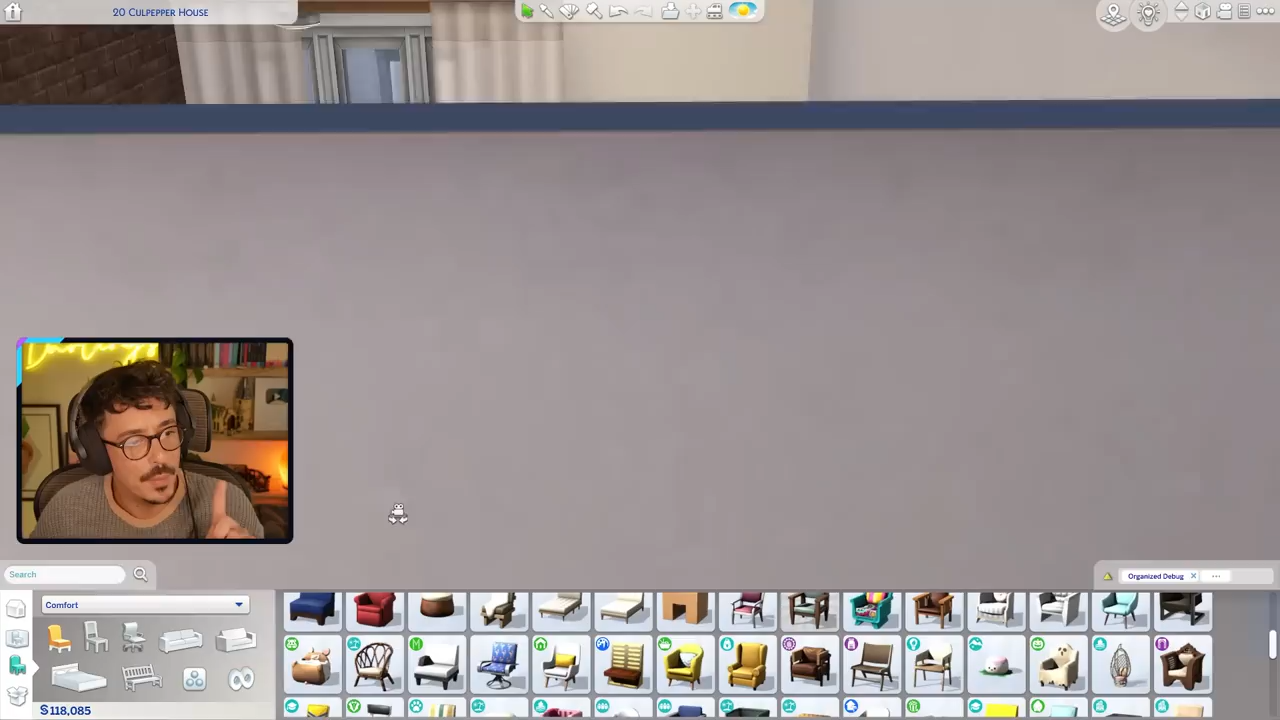 20 Culpepper House
Search
Organized Debug
Comfort
§118,085